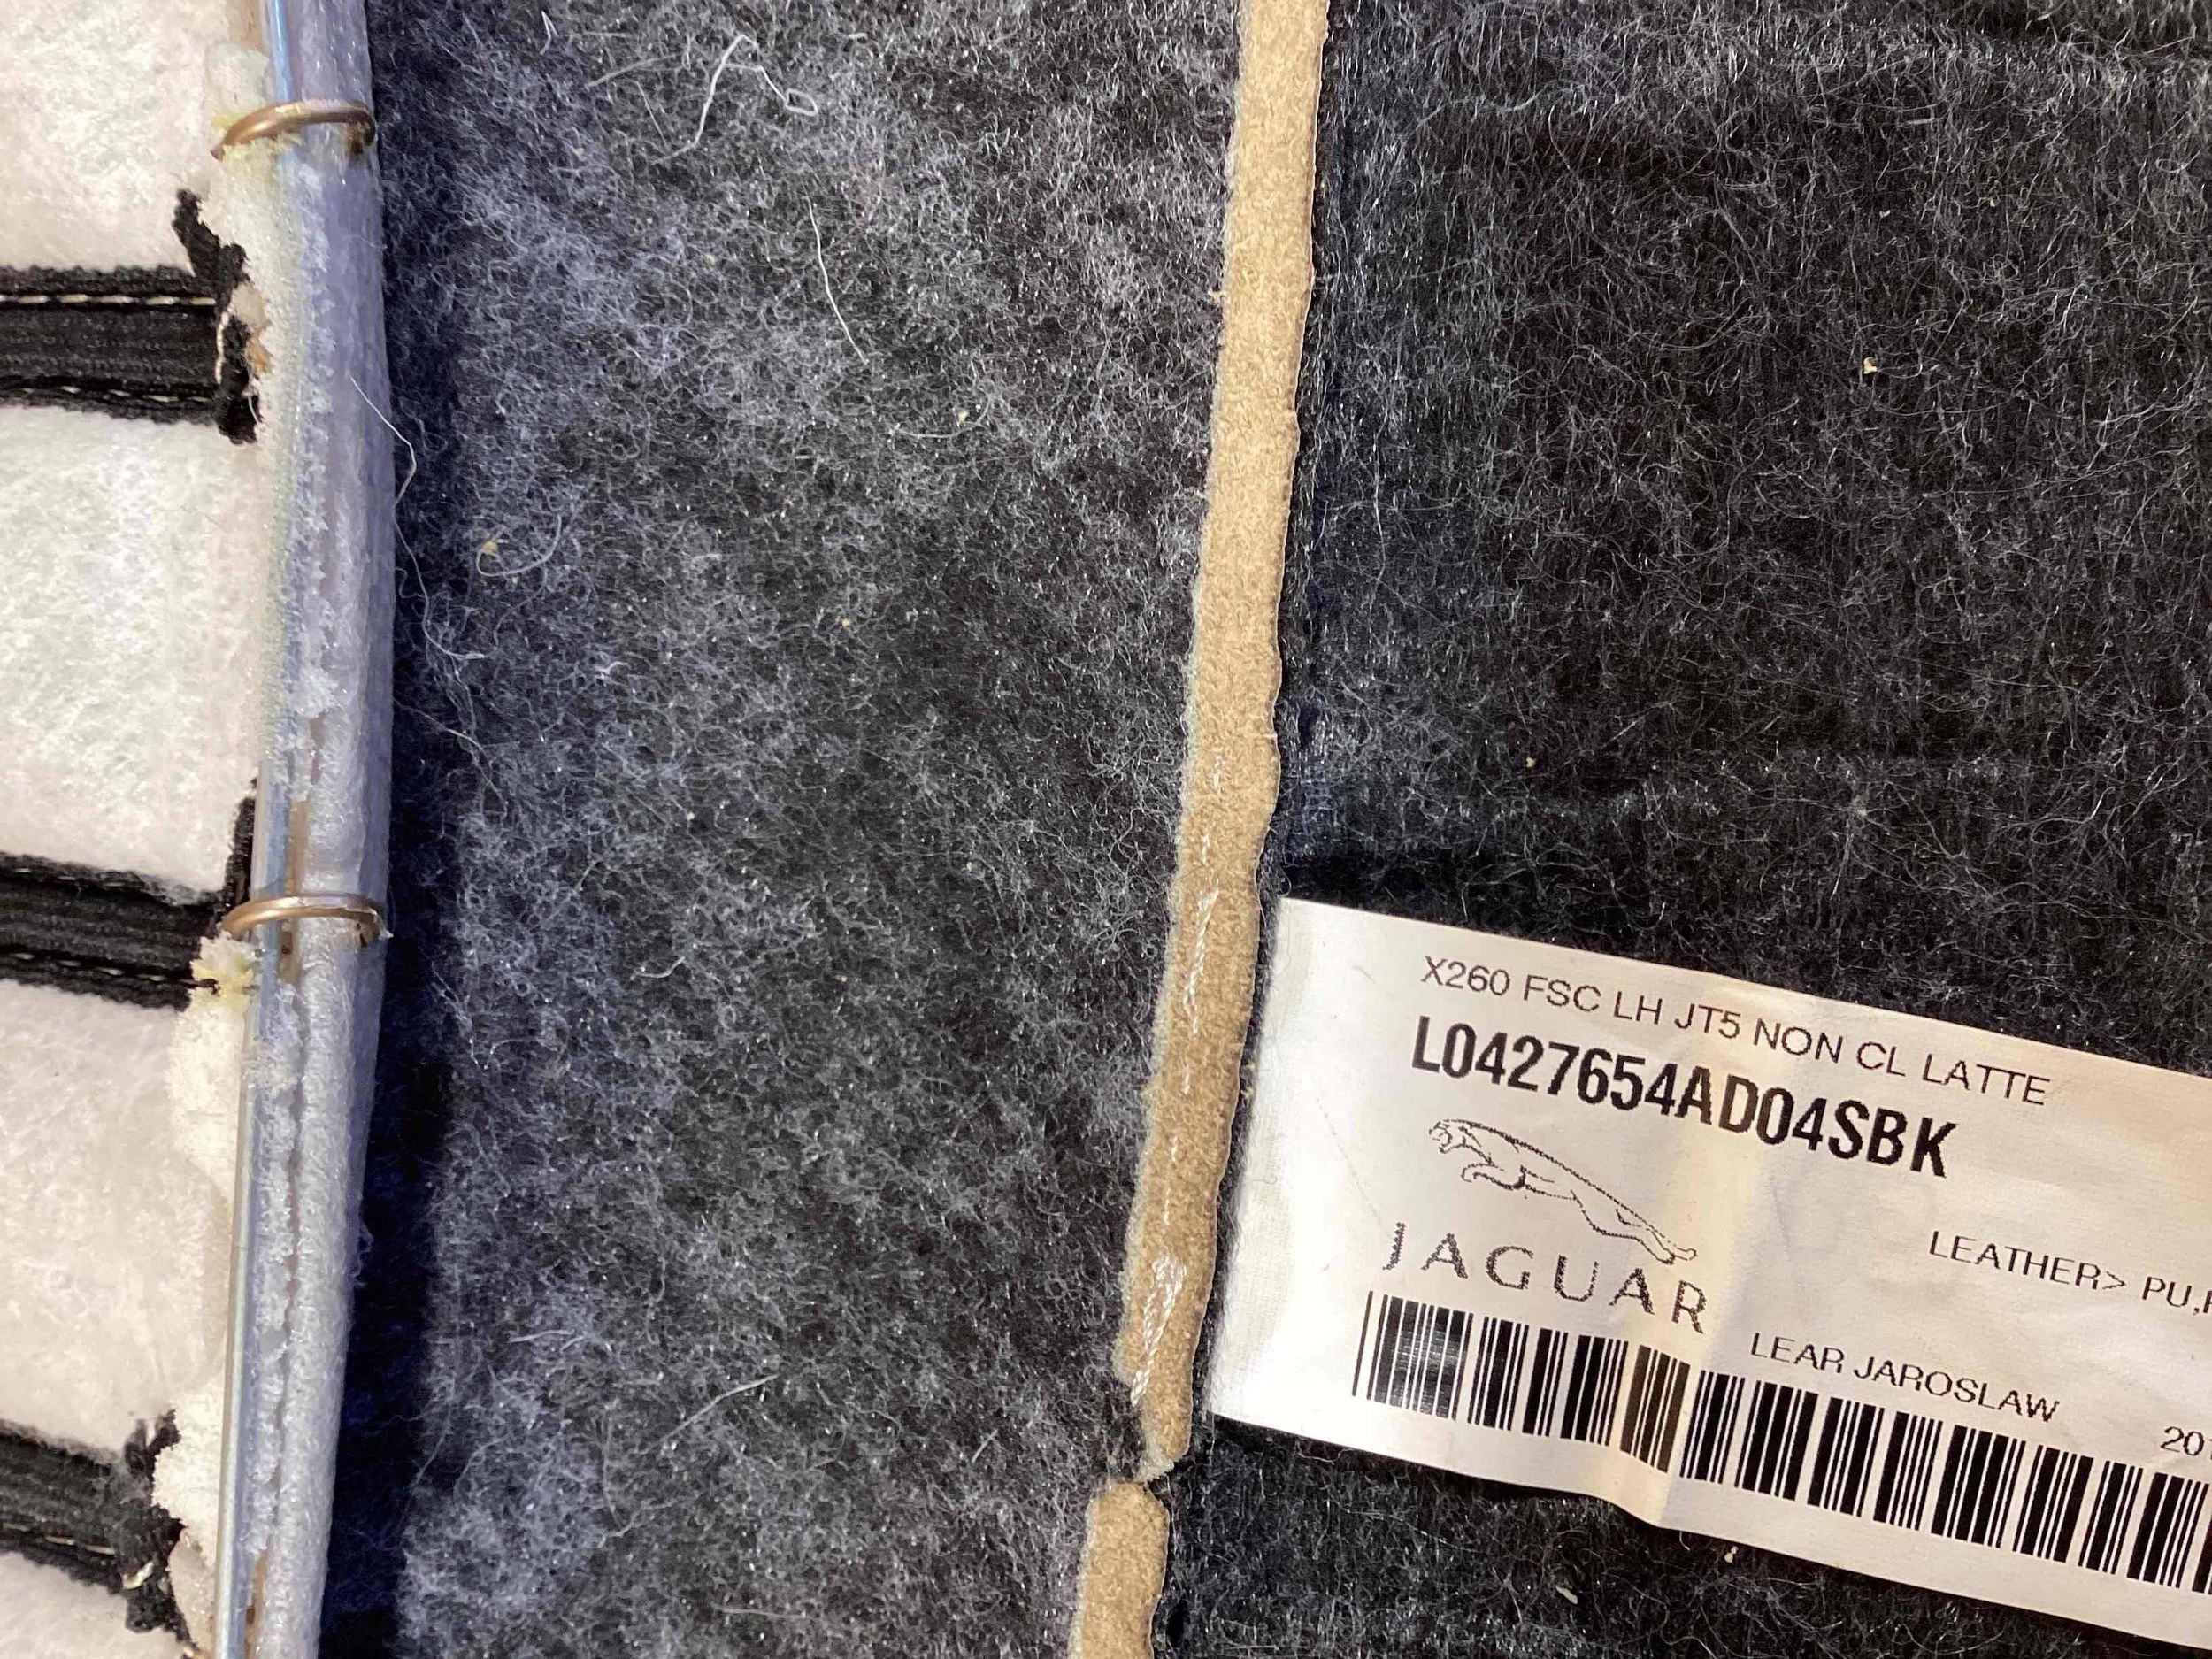 X260 FSC LH JT5 NON CL LATTE
L0427654AD04SBK
JAGUAR
LEATHER> PU,
LEAR JAROSLAW